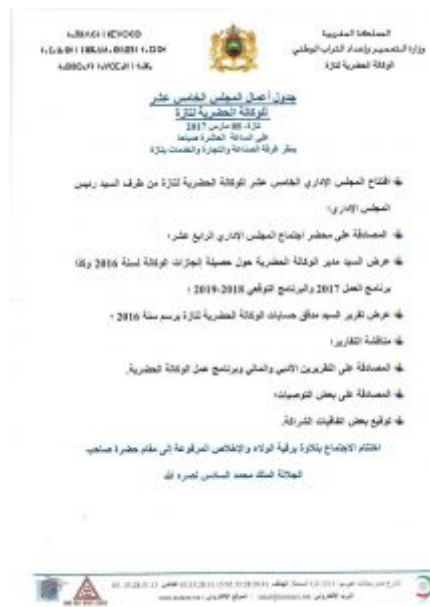 المملكة المغربية
وزارة التعمير وإعداد التراب الوطني
الوكالة الحضرية لتازة
جدول أعمال المجلس الخامس عشر
للوكالة الحضرية لتازة
تازة، 08 مارس 2017
على الساعة العاشرة صباحا
بمقر غرفة الصناعة والتجارة والخدمات بتازة
افتتاح المجلس الإداري الخامس عشر للوكالة الحضرية لتازة من طرف السيد رئيس
المجلس الإداري؛
المصادقة على محضر اجتماع المجلس الإداري الرابع عشر؛
عرض السيد مدير الوكالة الحضرية حول حصيلة إنجازات الوكالة لسنة 2016 وكذا
برنامج العمل 2017 والبرنامج التوقعي 2018-2019 ؛
عرض تقرير السيد مدقق حسابات الوكالة الحضرية لتازة برسم سنة 2016 ؛
مناقشة التقارير؛
المصادقة على التقريرين الأدبي والمالي وبرنامج عمل الوكالة الحضرية.
المصادقة على بعض التوصيات؛
توقيع بعض اتفاقيات الشراكة.
اختتام الاجتماع بتلاوة برقية الولاء والإخلاص المرفوعة إلى مقام حضرة صاحب
الجلالة الملك محمد السادس نصره الله